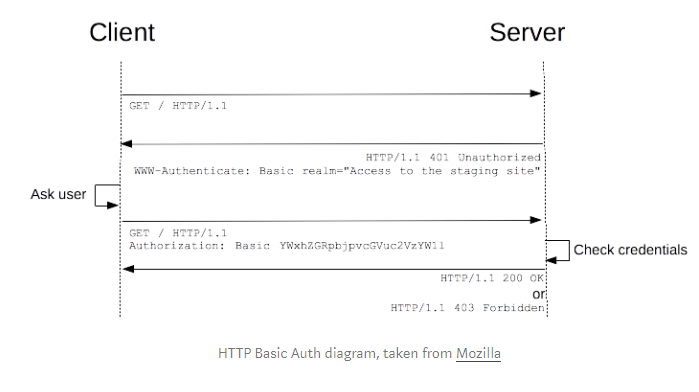 Client
Server
GET / HTTP/1.1
HTTP/1.1 401 Unauthorized
WWW-Authenticate: Basic realm="Access to the staging site"
Ask user
GET / HTTP/1.1
Authorization: Basic YWxhZGRpbjpvcGVuc2VzYW1l
Check credentials
HTTP/1.1 200 OK
or
HTTP/1.1 403 Forbidden
HTTP Basic Auth diagram, taken from Mozilla